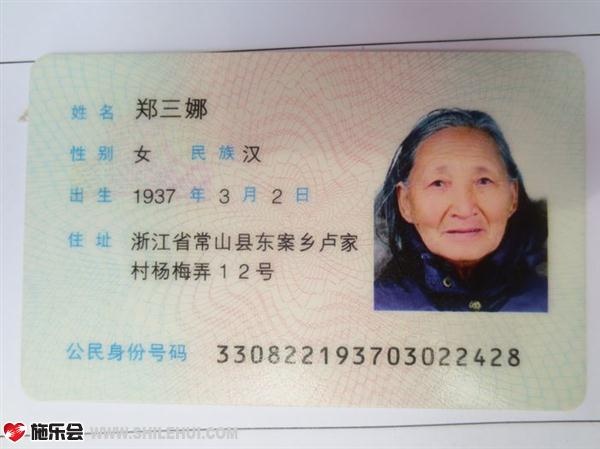 姓名 郑三娜
性别 女 民族 汉
出生 1937 年 3 月 2 日
住址 浙江省常山县东案乡卢家
村杨梅弄12号
公民身份号码 330822193703022428
施乐会 WWW.SHILEHUI.COM